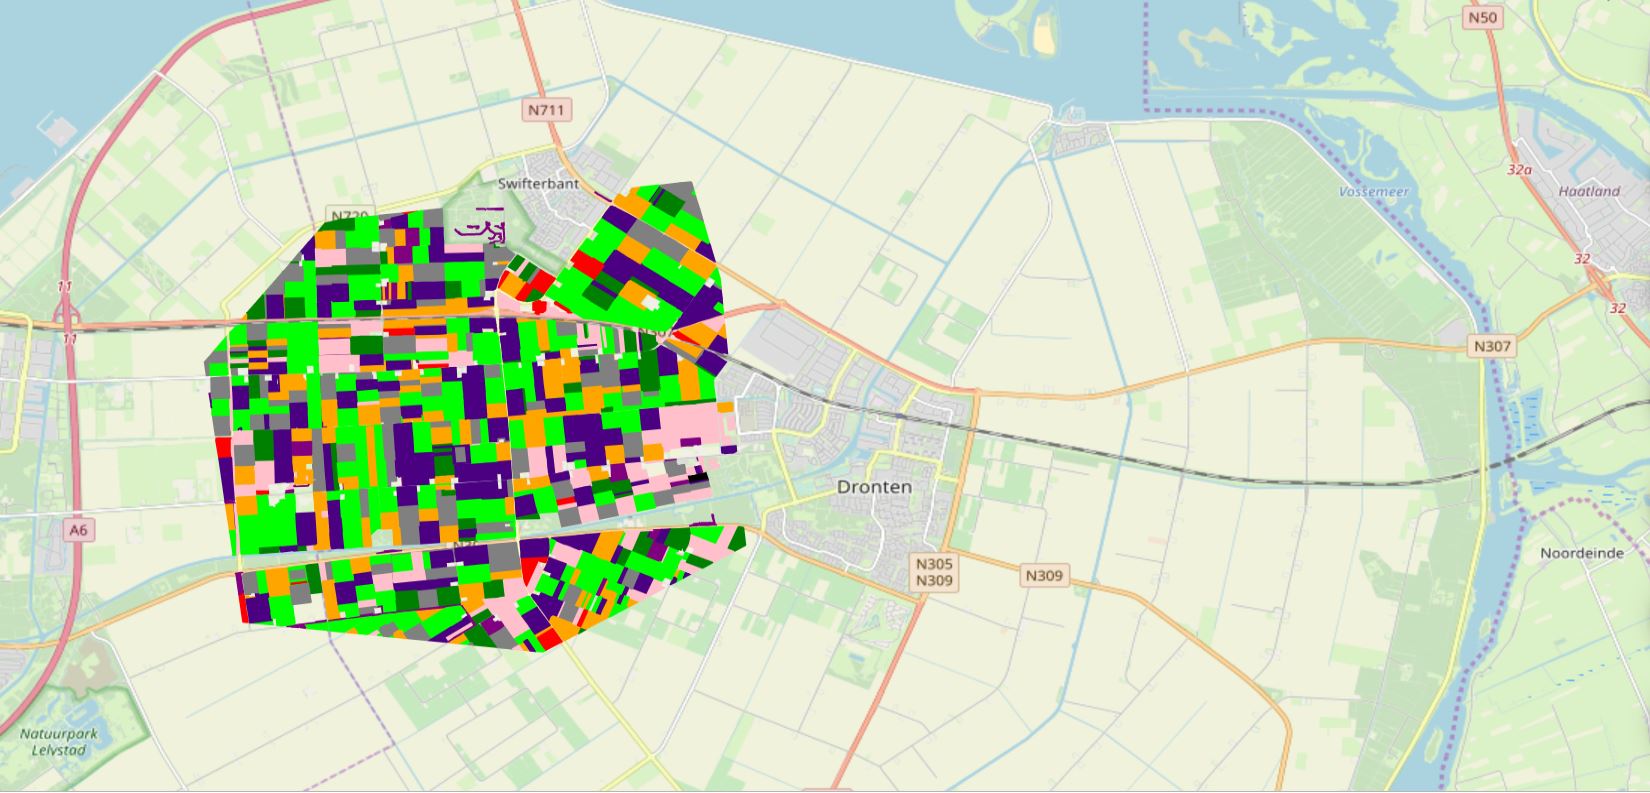 N50
N711
32a
Swifterbant
Vossemeer
Haatland
N729
32
11
32
11
N307
Dronten
A6
Noordeinde
N305
N309
N309
Natuurpark
Lelystad